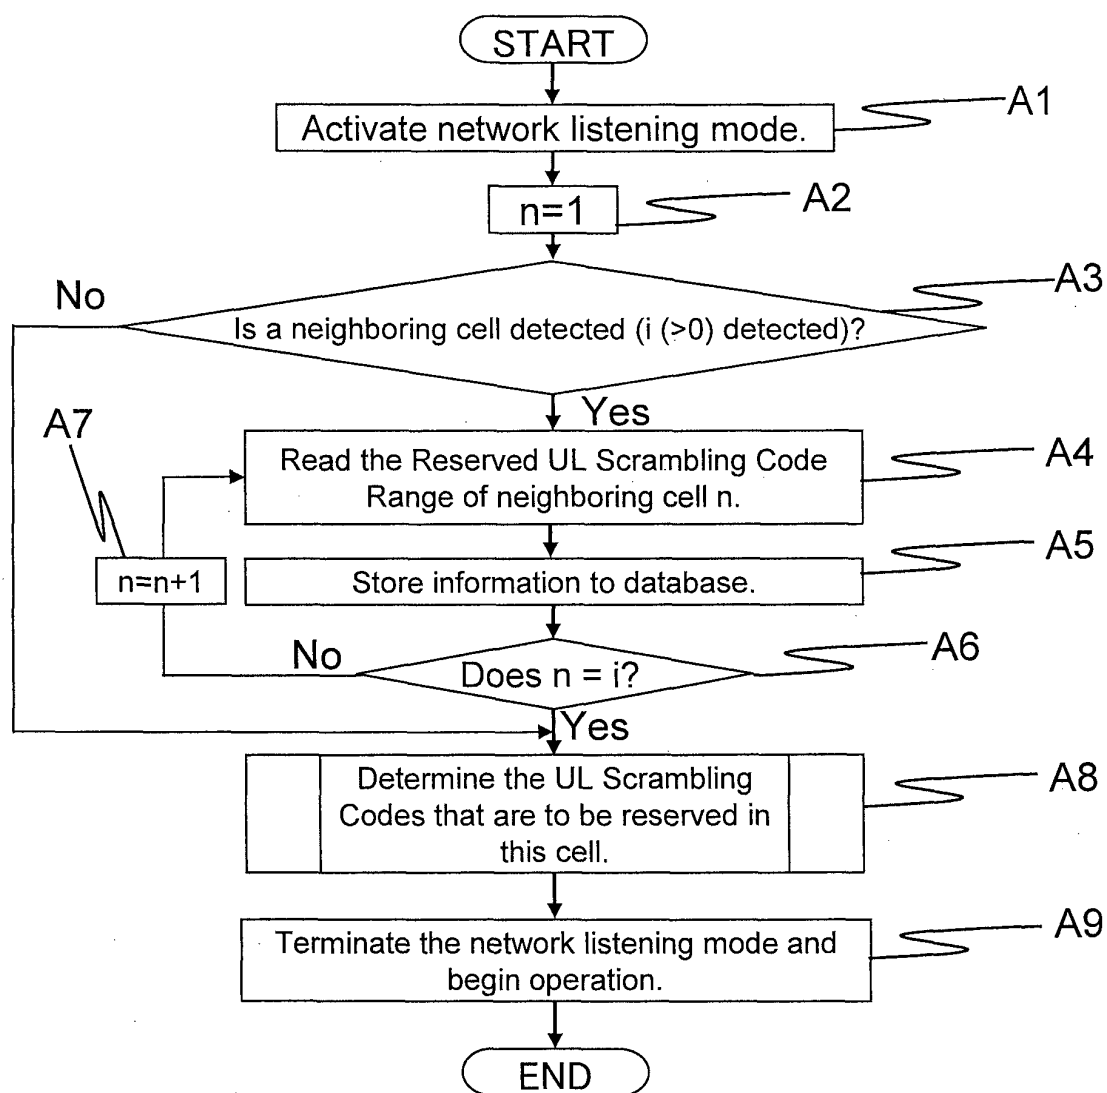 START
Activate network listening mode.
A1
n=1
A2
No
Is a neighboring cell detected (i (>0) detected)?
A3
Yes
A7
Read the Reserved UL Scrambling Code
Range of neighboring cell n.
A4
n=n+1
Store information to database.
A5
No
Does n = i?
A6
Yes
Determine the UL Scrambling
Codes that are to be reserved in
this cell.
A8
Terminate the network listening mode and
begin operation.
A9
END